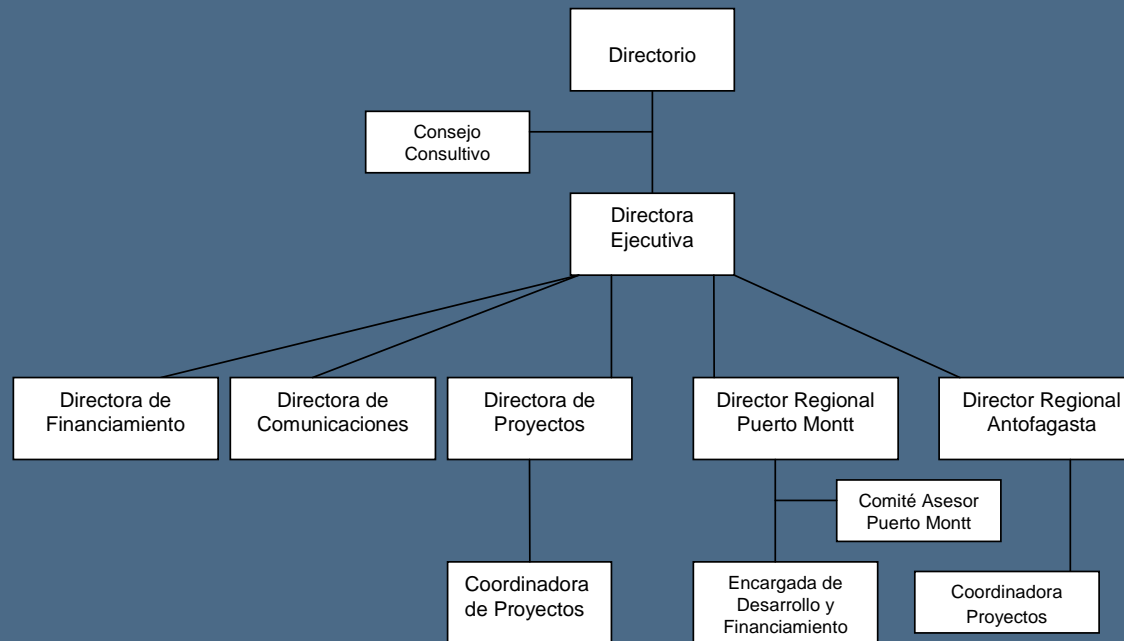 Directorio
Consejo
Consultivo
Directora
Ejecutiva
Directora de
Financiamiento
Directora de
Comunicaciones
Directora de
Proyectos
Director Regional
Puerto Montt
Director Regional
Antofagasta
Comité Asesor
Puerto Montt
Coordinadora
de Proyectos
Encargada de
Desarrollo y
Financiamiento
Coordinadora
Proyectos